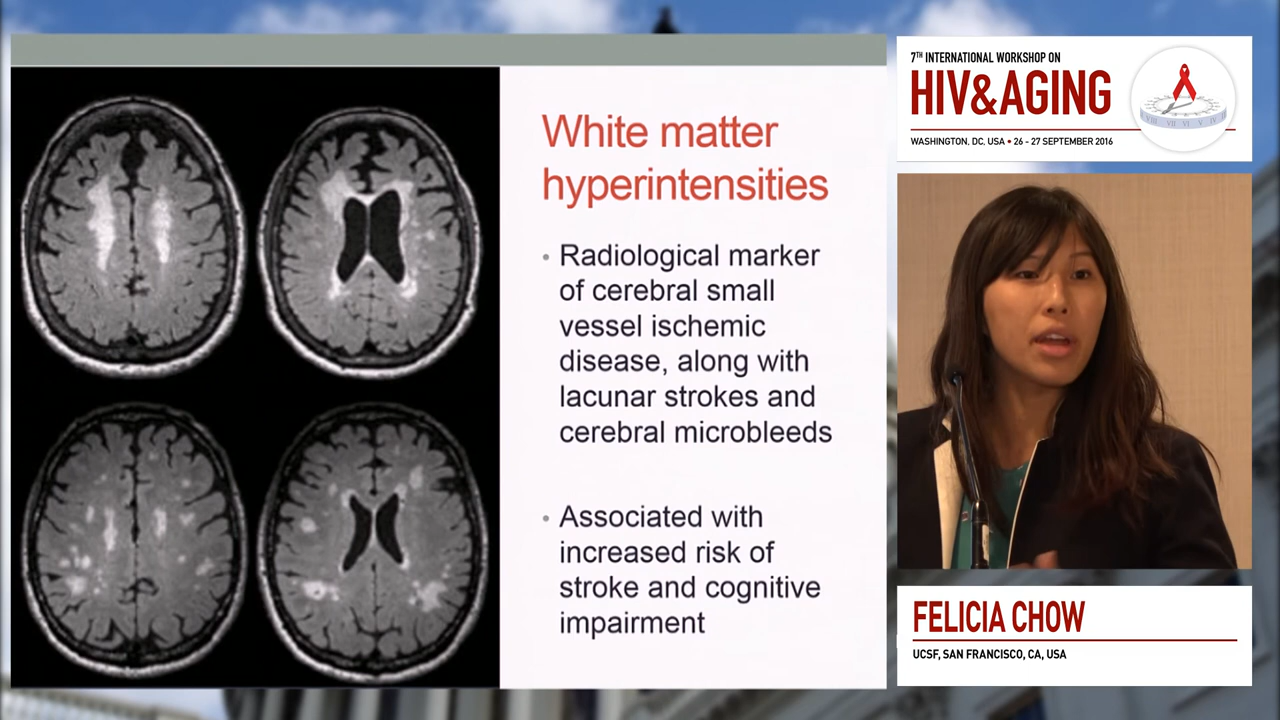 White matter
hyperintensities
• Radiological marker
of cerebral small
vessel ischemic
disease, along with
lacunar strokes and
cerebral microbleeds
• Associated with
increased risk of
stroke and cognitive
impairment
7TH INTERNATIONAL WORKSHOP ON
HIV&AGING
WASHINGTON, DC, USA • 26 - 27 SEPTEMBER 2016
FELICIA CHOW
UCSF, SAN FRANCISCO, CA, USA